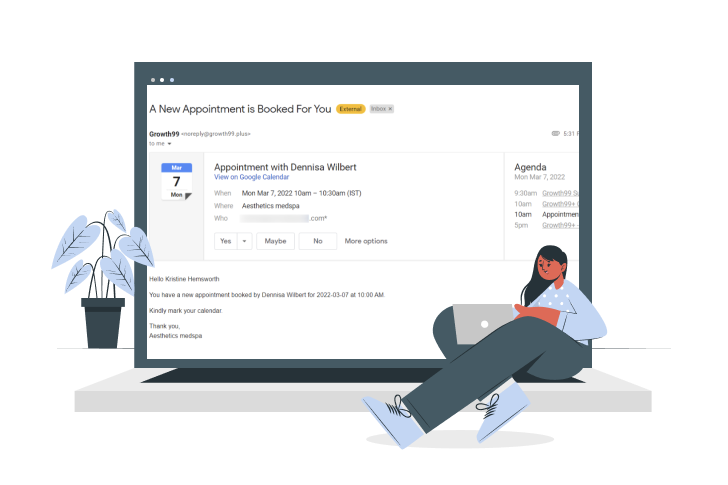 A New Appointment is Booked For You External Inbox ×
Growth99 <noreply@growth99.plus> 5:31
to me
Mar
7
Mon
Appointment with Dennisa Wilbert
View on Google Calendar
When Mon Mar 7, 2022 10am – 10:30am (IST)
Where Aesthetics medspa
Who .com*
Yes Maybe No More options
Agenda
Mon Mar 7, 2022
9:30am Growth99
10am Growth99+
10am Appointmen
5pm Growth99+
Hello Kristine Hemisworth
You have a new appointment booked by Dennisa Wilbert for 2022-03-07 at 10:00 AM.
Kindly mark your calendar.
Thank you,
Aesthetics medspa